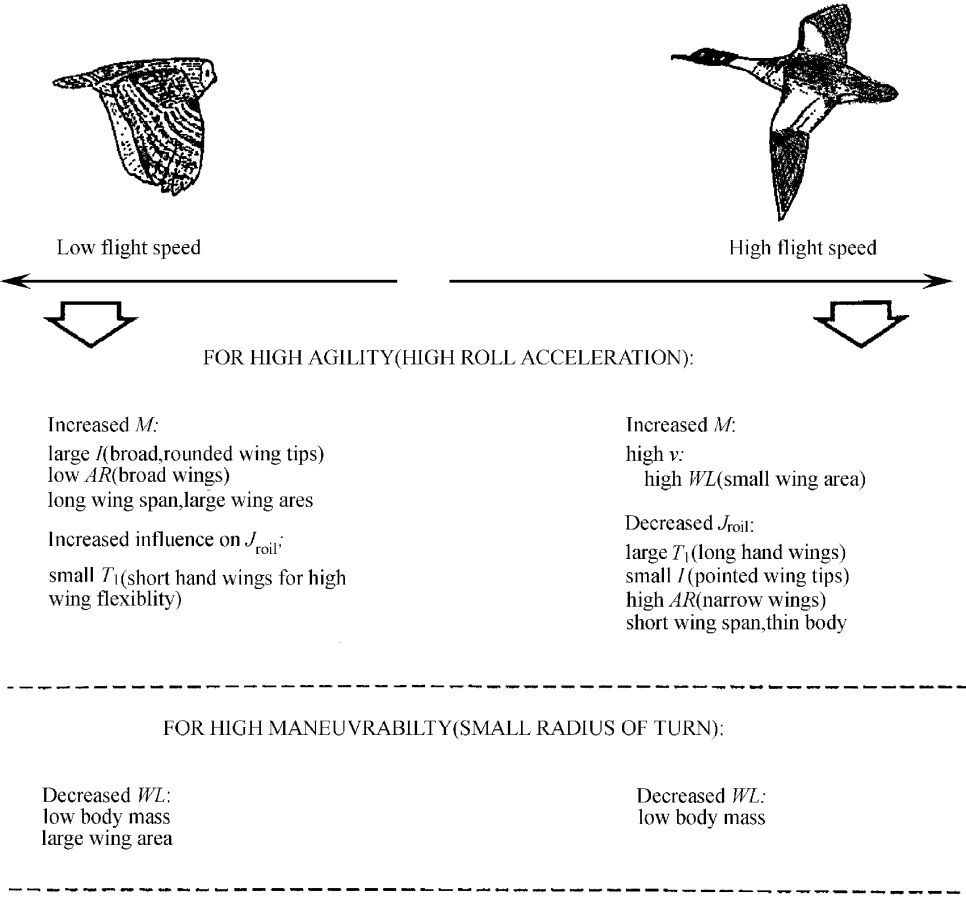 Low flight speed
High flight speed
FOR HIGH AGILITY(HIGH ROLL ACCELERATION):
Increased M:
large I(broad,rounded wing tips)
low AR(broad wings)
long wing span,large wing ares
Increased influence on Jroil;
small T1(short hand wings for high
wing flexiblity)
Increased M:
high v:
high WL(small wing area)
Decreased Jroil:
large T1(long hand wings)
small I(pointed wing tips)
high AR(narrow wings)
short wing span,thin body
FOR HIGH MANEUVRABILTY(SMALL RADIUS OF TURN):
Decreased WL:
low body mass
large wing area
Decreased WL:
low body mass